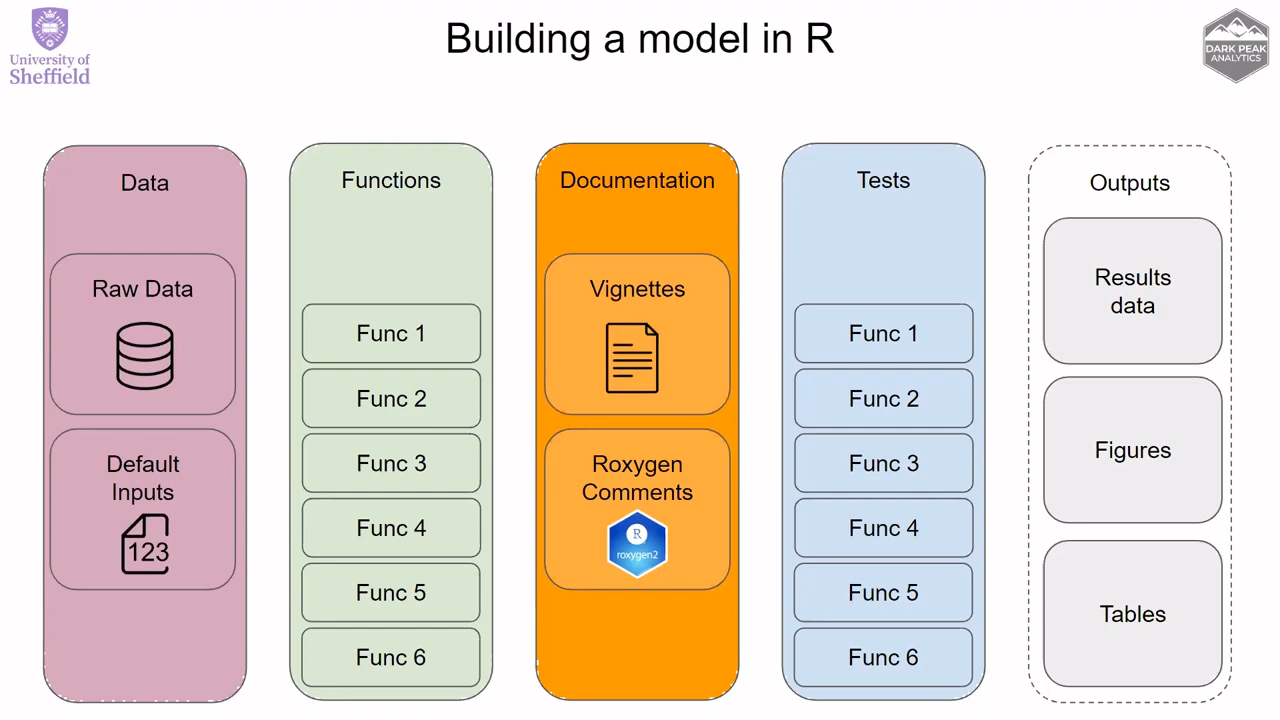 Building a model in R
University of
Sheffield
DARK PEAK
ANALYTICS
Data
Raw Data
Default
Inputs
123
Functions
Func 1
Func 2
Func 3
Func 4
Func 5
Func 6
Documentation
Vignettes
Roxygen
Comments
R
roxygen2
Tests
Func 1
Func 2
Func 3
Func 4
Func 5
Func 6
Outputs
Results
data
Figures
Tables